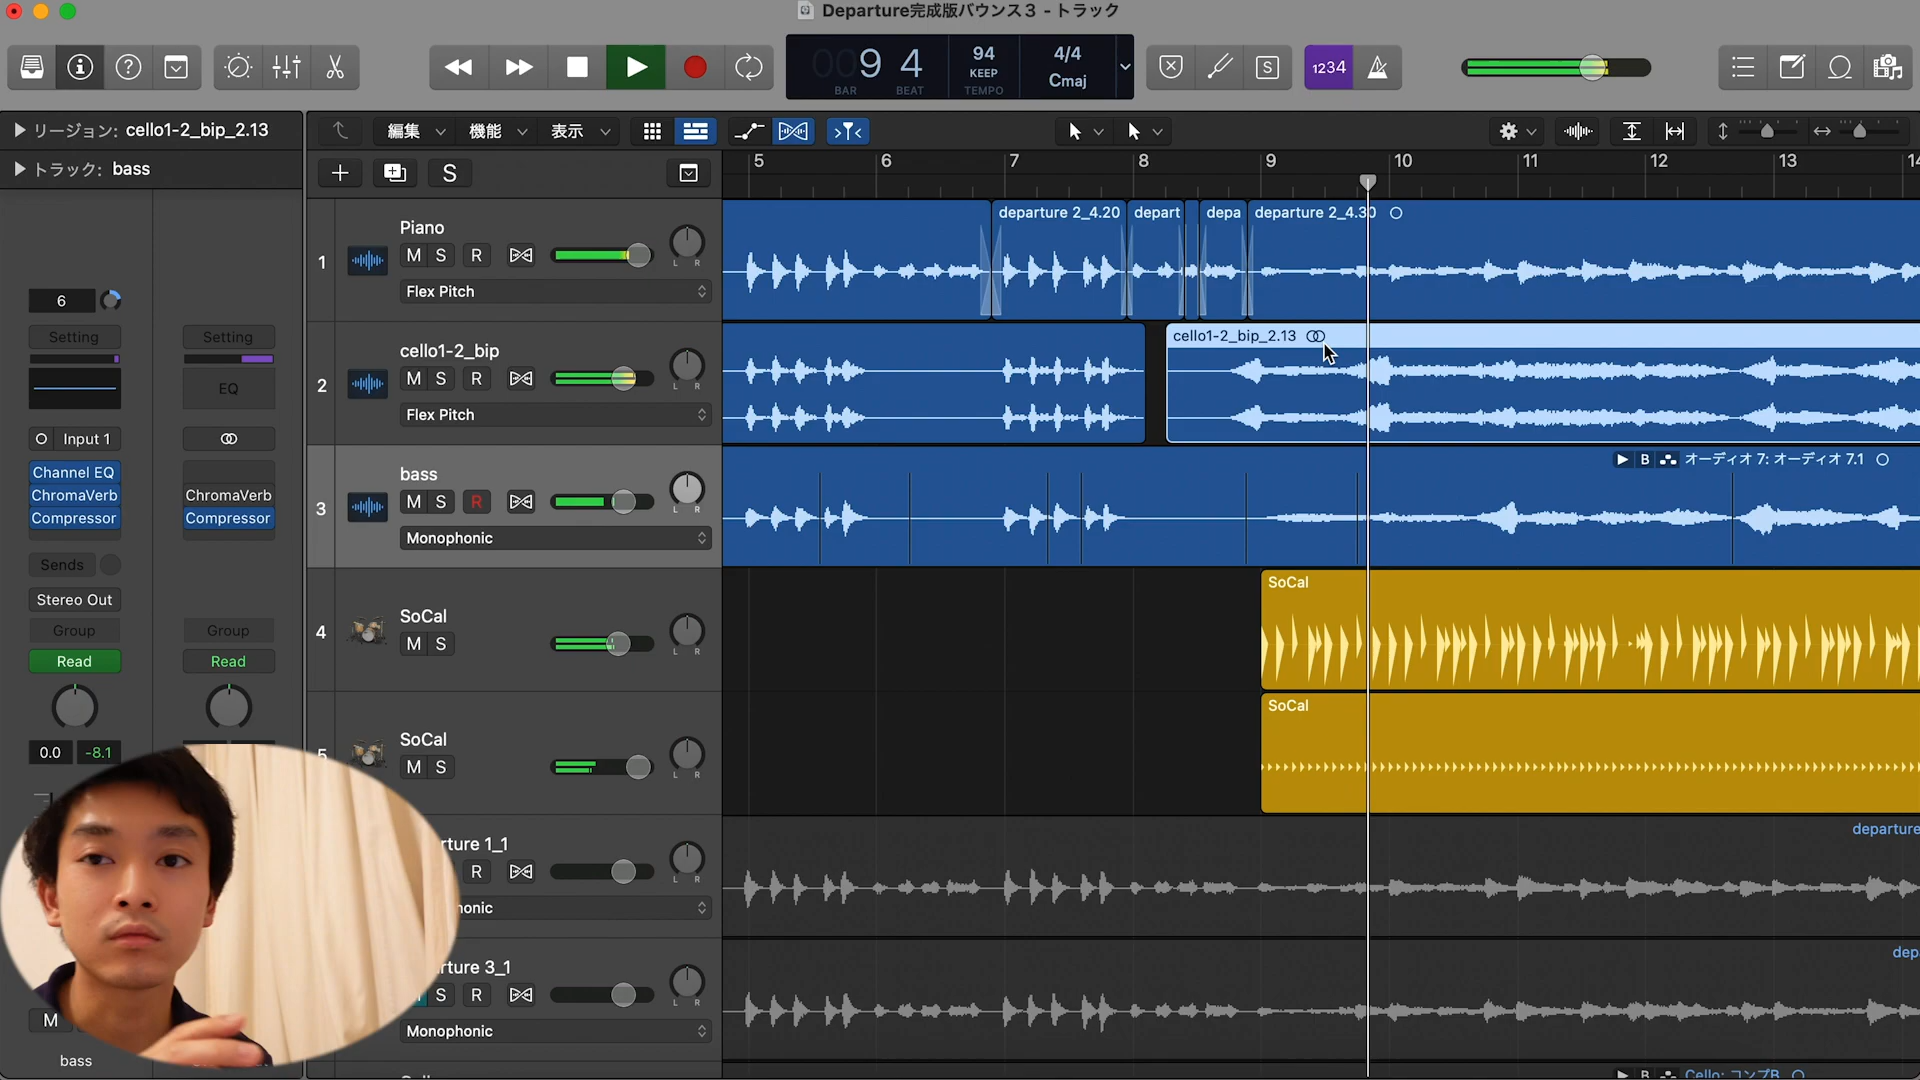 Departure完成版バウンス3 - トラック
9 4
BAR BEAT
94
KEEP
TEMPO
4/4
Cmaj
S
1234
リージョン: cello1-2_bip_2.13
編集 機能 表示
トラック: bass
S
5 6 7 8 9 10 11 12 13 14
1
Piano
M S R
L R
Flex Pitch
departure 2_4.20
depart
depa
departure 2_4.30
2
cello1-2_bip
M S R
L R
Flex Pitch
cello1-2_bip_2.13
3
bass
M S R
L R
Monophonic
B オーディオ 7: オーディオ 7.1
4
SoCal
M S
L R
SoCal
SoCal
M S
L R
SoCal
rture 1_1
R
L R
honic
departure
rture 3_1
S R
L R
Monophonic
dep
B Cello: コンプB
6
Setting Setting
EQ
Input 1
Channel EQ
ChromaVerb ChromaVerb
Compressor Compressor
Sends
Stereo Out
Group Group
Read Read
0.0 -8.1
M
bass